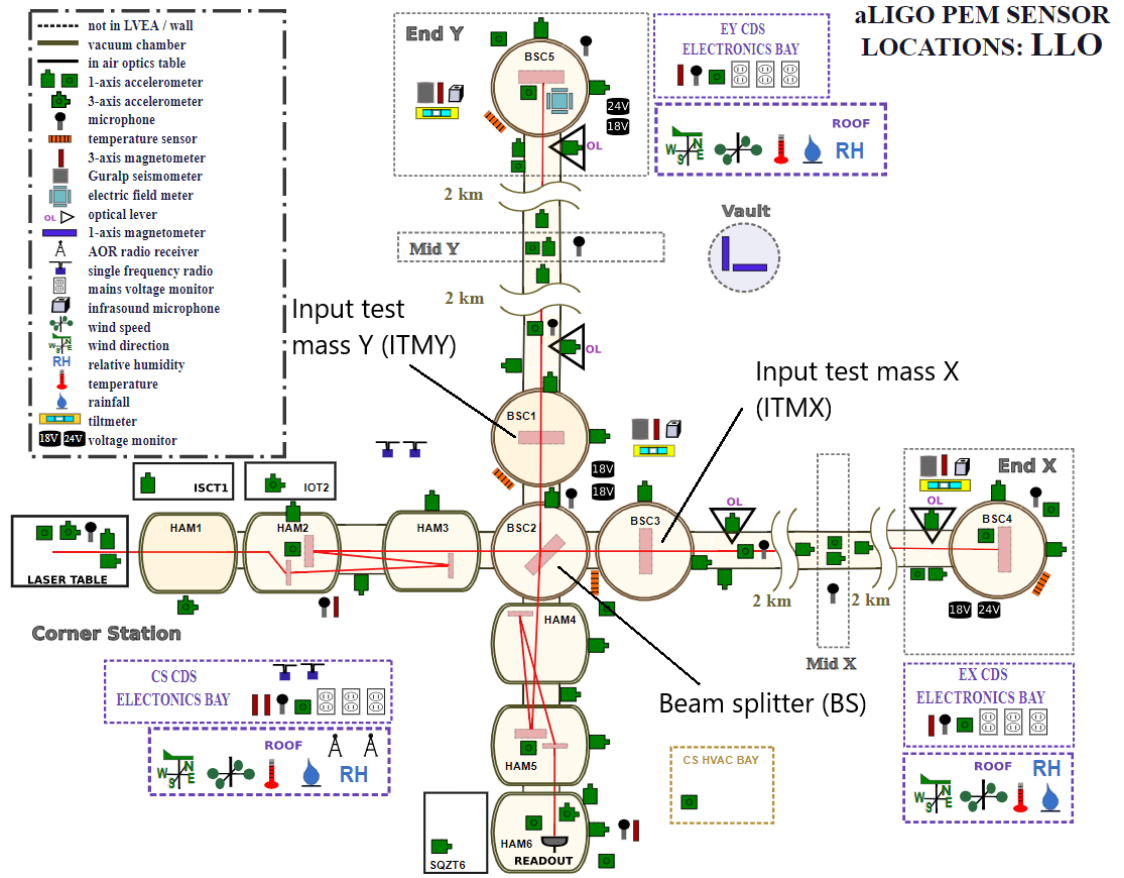 aLIGO PEM SENSOR
LOCATIONS: LLO
not in LVEA / wall
vacuum chamber
in air optics table
1-axis accelerometer
3-axis accelerometer
microphone
temperature sensor
3-axis magnetometer
Guralp seismometer
electric field meter
OL
optical lever
1-axis magnetometer
AOR radio receiver
single frequency radio
mains voltage monitor
infrasound microphone
wind speed
W S N E
wind direction
RH
relative humidity
temperature
rainfall
tiltmeter
18V 24V
voltage monitor
End Y
BSC5
24V
18V
OL
EY CDS
ELECTRONICS BAY
ROOF
W S N E
RH
2 km
2 km
Mid Y
Vault
2 km
2 km
Input test
mass Y (ITMY)
OL
BSC1
Input test mass X
(ITMX)
18V
18V
ISCT1
IOT2
HAM1
HAM2
HAM3
BSC2
BSC3
OL
OL
End X
BSC4
LASER TABLE
2 km
2 km
18V
24V
Mid X
Corner Station
HAM4
Beam splitter (BS)
CS CDS
ELECTONICS BAY
ROOF
W S N E
RH
HAM5
CS HVAC BAY
EX CDS
ELECTRONICS BAY
ROOF
W S N E
RH
HAM6
READOUT
SQZT6